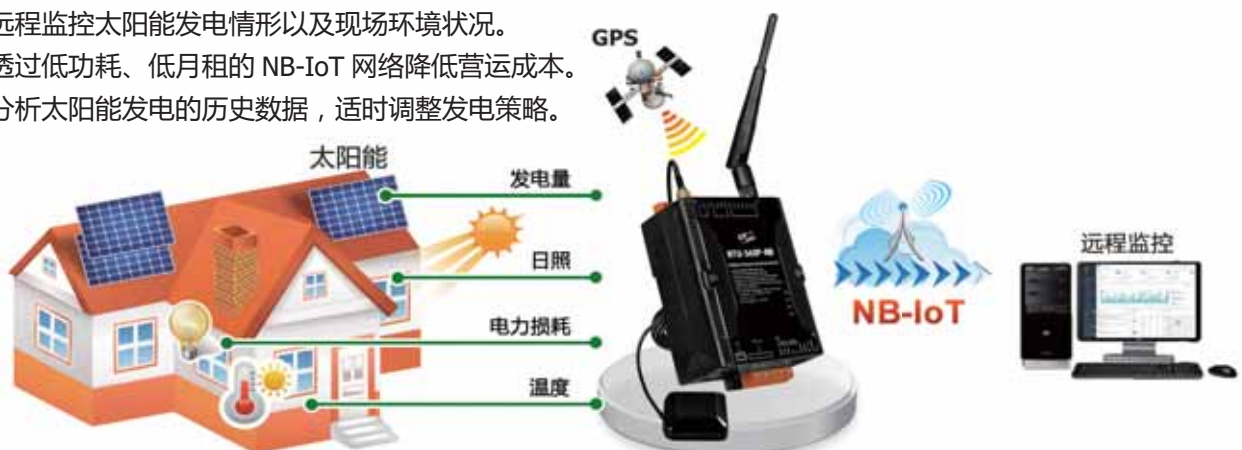 远程监控太阳能发电情形以及现场环境状况。
透过低功耗、低月租的 NB-IoT 网络降低营运成本。
分析太阳能发电的历史数据，适时调整发电策略。
GPS
太阳能
发电量
日照
电力损耗
温度
NB-IoT
远程监控